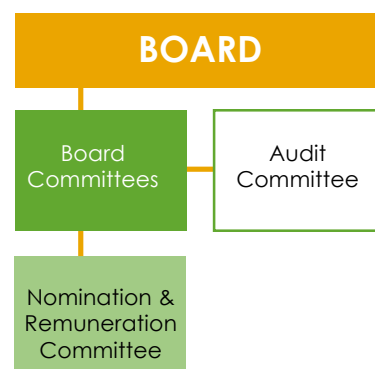 BOARD
Board
Committees
Audit
Committee
Nomination &
Remuneration
Committee